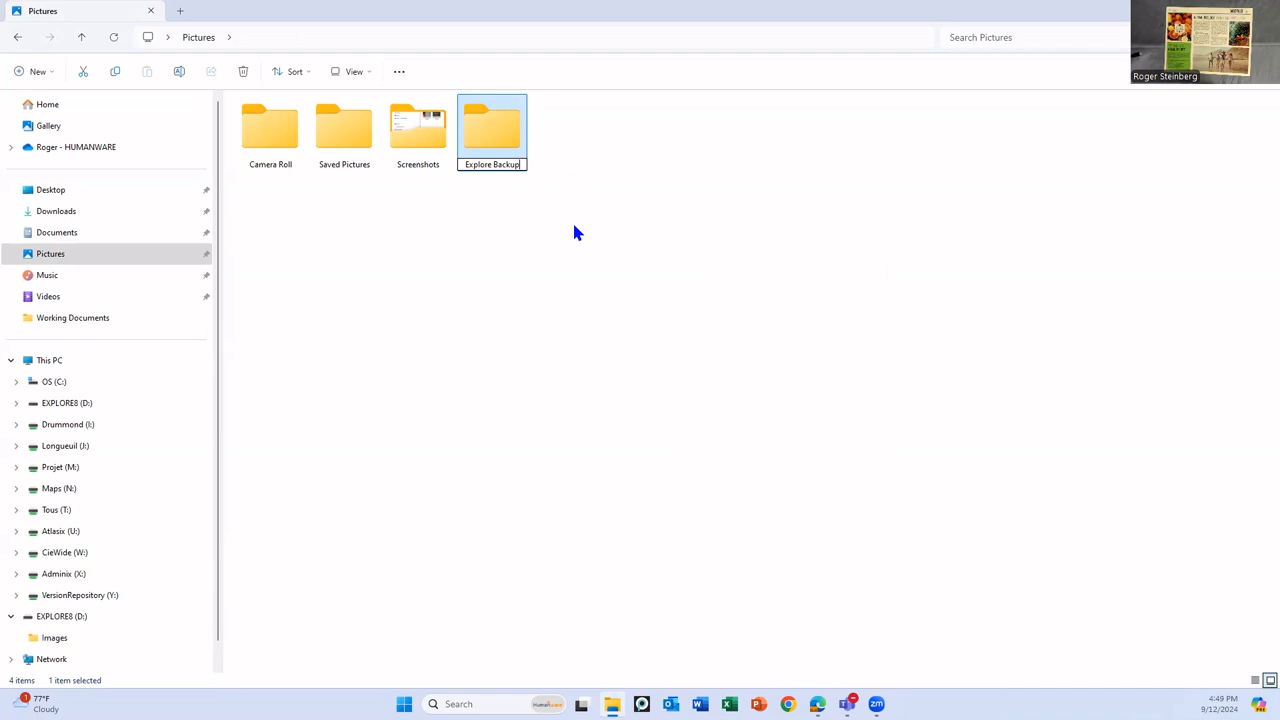 Pictures
Pictures
Search Pictures
New
Sort
View
Home
Gallery
Roger - HUMANWARE
Desktop
Downloads
Documents
Pictures
Music
Videos
Working Documents
This PC
OS (C:)
EXPLORE8 (D:)
Drummond (I:)
Longueuil (J:)
Projet (M:)
Maps (N:)
Tous (T:)
Atlasix (U:)
CieWide (W:)
Adminix (X:)
VersionRepository (Y:)
EXPLORE8 (D:)
Images
Network
Camera Roll
Saved Pictures
Screenshots
Explore Backup
Roger Steinberg
4 items
1 item selected
1
77°F
Cloudy
Search
HumanWare
4:49 PM
9/12/2024